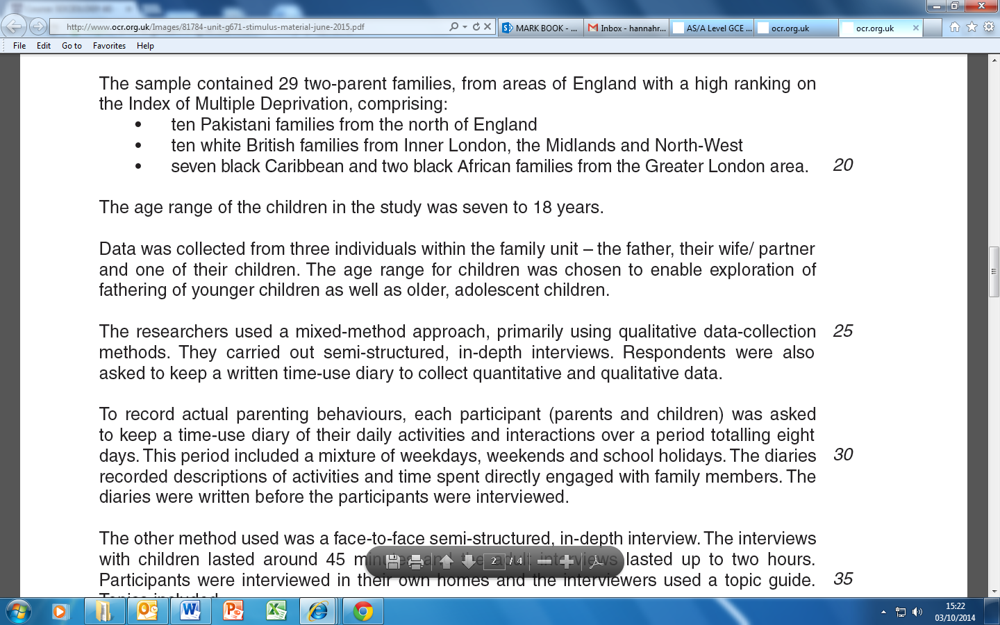 http://www.ocr.org.uk/Images/81784-unit-g671-stimulus-material-june-2015.pdf
MARK BOOK - ...
Inbox - hannahr...
AS/A Level GCE ...
ocr.org.uk
ocr.org.uk
File Edit Go to Favorites Help
The sample contained 29 two-parent families, from areas of England with a high ranking on
the Index of Multiple Deprivation, comprising:
• ten Pakistani families from the north of England
• ten white British families from Inner London, the Midlands and North-West
• seven black Caribbean and two black African families from the Greater London area. 20
The age range of the children in the study was seven to 18 years.
Data was collected from three individuals within the family unit – the father, their wife/ partner
and one of their children. The age range for children was chosen to enable exploration of
fathering of younger children as well as older, adolescent children.
The researchers used a mixed-method approach, primarily using qualitative data-collection 25
methods. They carried out semi-structured, in-depth interviews. Respondents were also
asked to keep a written time-use diary to collect quantitative and qualitative data.
To record actual parenting behaviours, each participant (parents and children) was asked
to keep a time-use diary of their daily activities and interactions over a period totalling eight
days. This period included a mixture of weekdays, weekends and school holidays. The diaries 30
recorded descriptions of activities and time spent directly engaged with family members. The
diaries were written before the participants were interviewed.
The other method used was a face-to-face semi-structured, in-depth interview. The interviews
with children lasted around 45 minutes and the adult interviews lasted up to two hours.
2 / 4
Participants were interviewed in their own homes and the interviewers used a topic guide. 35
Topics included
15:22
03/10/2014